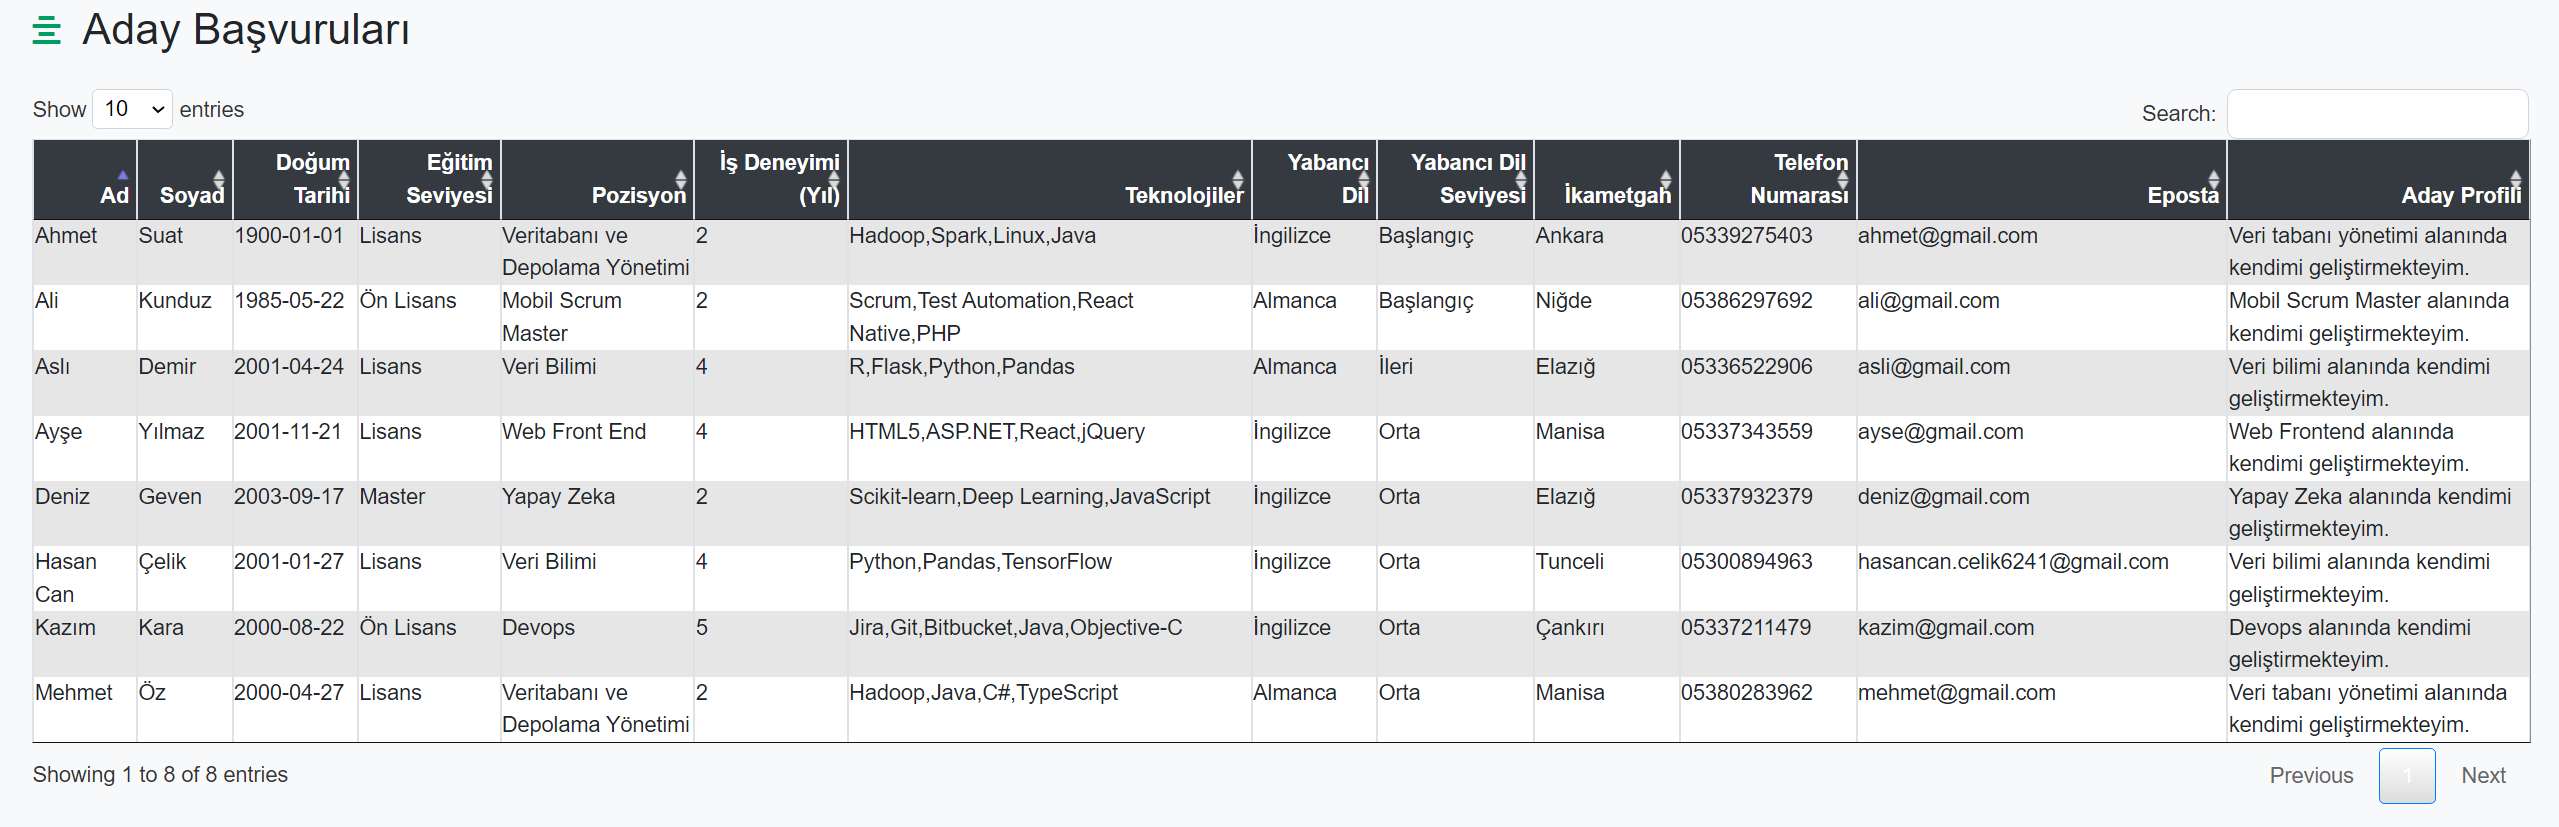 Aday Başvuruları
Show 10 entries
Search:
Ad Soyad Doğum Tarihi Eğitim Seviyesi Pozisyon İş Deneyimi (Yıl) Teknolojiler Yabancı Dil Yabancı Dil Seviyesi İkametgah Telefon Numarası Eposta Aday Profili
Ahmet Suat 1900-01-01 Lisans Veritabanı ve Depolama Yönetimi 2 Hadoop,Spark,Linux,Java İngilizce Başlangıç Ankara 05339275403 ahmet@gmail.com Veri tabanı yönetimi alanında kendimi geliştirmekteyim.
Ali Kunduz 1985-05-22 Ön Lisans Mobil Scrum Master 2 Scrum,Test Automation,React Native,PHP Almanca Başlangıç Niğde 05386297692 ali@gmail.com Mobil Scrum Master alanında kendimi geliştirmekteyim.
Aslı Demir 2001-04-24 Lisans Veri Bilimi 4 R,Flask,Python,Pandas Almanca İleri Elazığ 05336522906 asli@gmail.com Veri bilimi alanında kendimi geliştirmekteyim.
Ayşe Yılmaz 2001-11-21 Lisans Web Front End 4 HTML5,ASP.NET,React,jQuery İngilizce Orta Manisa 05337343559 ayse@gmail.com Web Frontend alanında kendimi geliştirmekteyim.
Deniz Geven 2003-09-17 Master Yapay Zeka 2 Scikit-learn,Deep Learning,JavaScript İngilizce Orta Elazığ 05337932379 deniz@gmail.com Yapay Zeka alanında kendimi geliştirmekteyim.
Hasan Can Çelik 2001-01-27 Lisans Veri Bilimi 4 Python,Pandas,TensorFlow İngilizce Orta Tunceli 05300894963 hasancan.celik6241@gmail.com Veri bilimi alanında kendimi geliştirmekteyim.
Kazım Kara 2000-08-22 Ön Lisans Devops 5 Jira,Git,Bitbucket,Java,Objective-C İngilizce Orta Çankırı 05337211479 kazim@gmail.com Devops alanında kendimi geliştirmekteyim.
Mehmet Öz 2000-04-27 Lisans Veritabanı ve Depolama Yönetimi 2 Hadoop,Java,C#,TypeScript Almanca Orta Manisa 05380283962 mehmet@gmail.com Veri tabanı yönetimi alanında kendimi geliştirmekteyim.
Showing 1 to 8 of 8 entries
Previous 1 Next